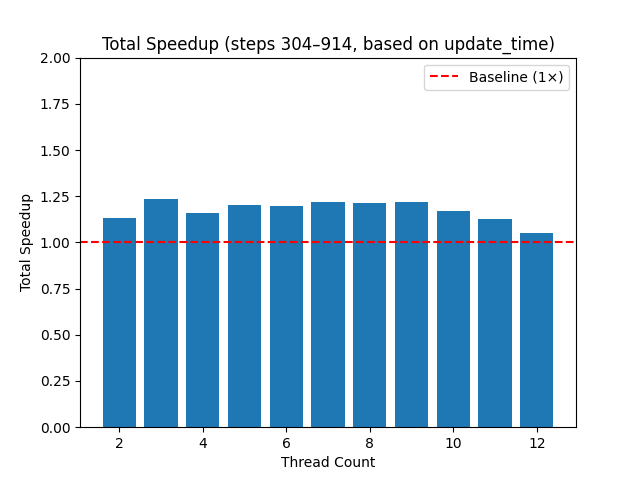 Total Speedup (steps 304–914, based on update_time)
Baseline (1×)
Total Speedup
2.00
1.75
1.50
1.25
1.00
0.75
0.50
0.25
0.00
2 4 6 8 10 12
Thread Count